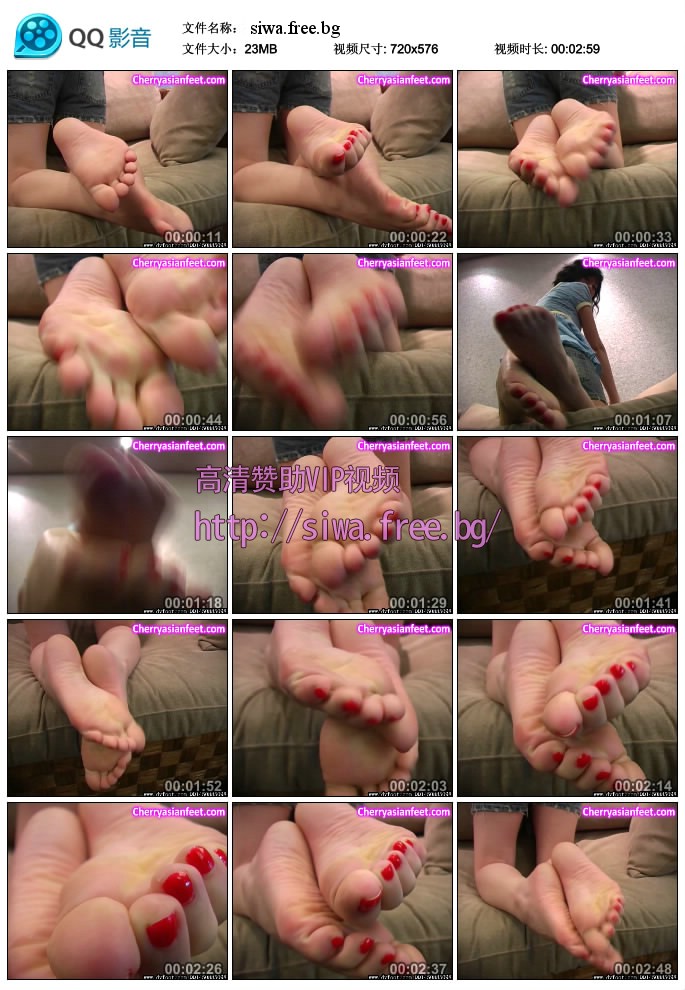 QQ影音
文件名称： siwa.free.bg
文件大小：23MB 视频尺寸: 720x576 视频时长: 00:02:59
Cherryasianfeet.com Cherryasianfeet.com Cherryasianfeet.com
00:00:11 00:00:22 00:00:33
Cherryasianfeet.com Cherryasianfeet.com Cherryasianfeet.com
00:00:44 00:00:56 00:01:07
Cherryasianfeet.com Cherryasianfeet.com Cherryasianfeet.com
高清赞助VIP视频
http://siwa.free.bg/
00:01:18 00:01:29 00:01:41
Cherryasianfeet.com Cherryasianfeet.com Cherryasianfeet.com
00:01:52 00:02:03 00:02:14
Cherryasianfeet.com Cherryasianfeet.com Cherryasianfeet.com
00:02:26 00:02:37 00:02:48